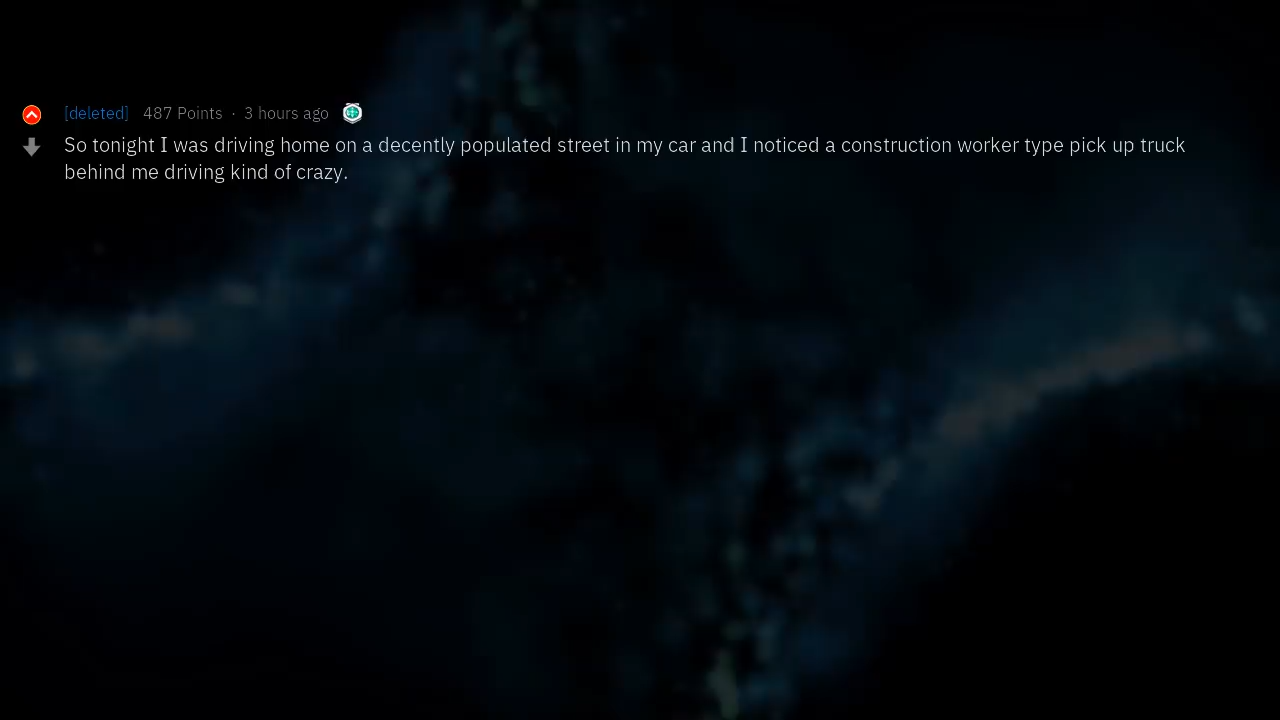 [deleted] 487 Points · 3 hours ago
So tonight I was driving home on a decently populated street in my car and I noticed a construction worker type pick up truck
behind me driving kind of crazy.